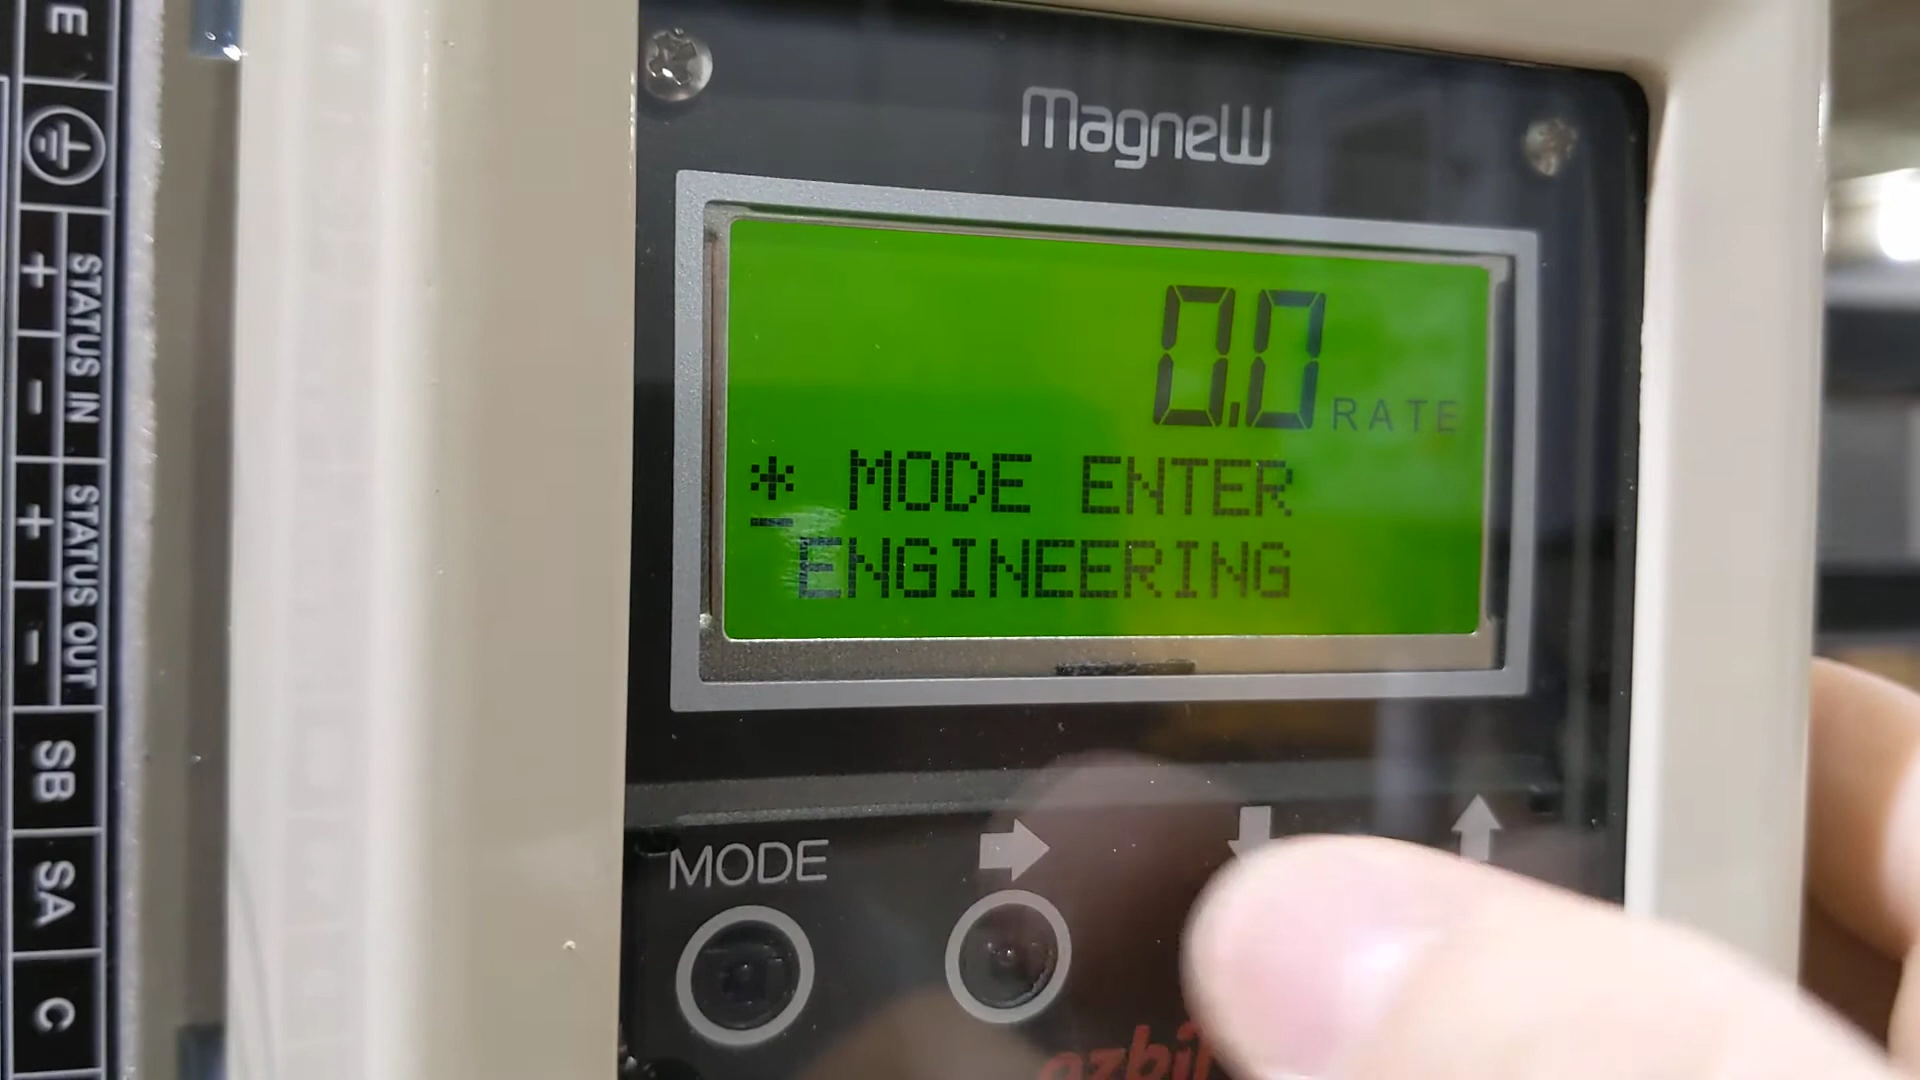 MagneW
0.0 RATE
* MODE ENTER
ENGINEERING
MODE
E
+ - STATUS IN
+ - STATUS OUT
SB
SA
C